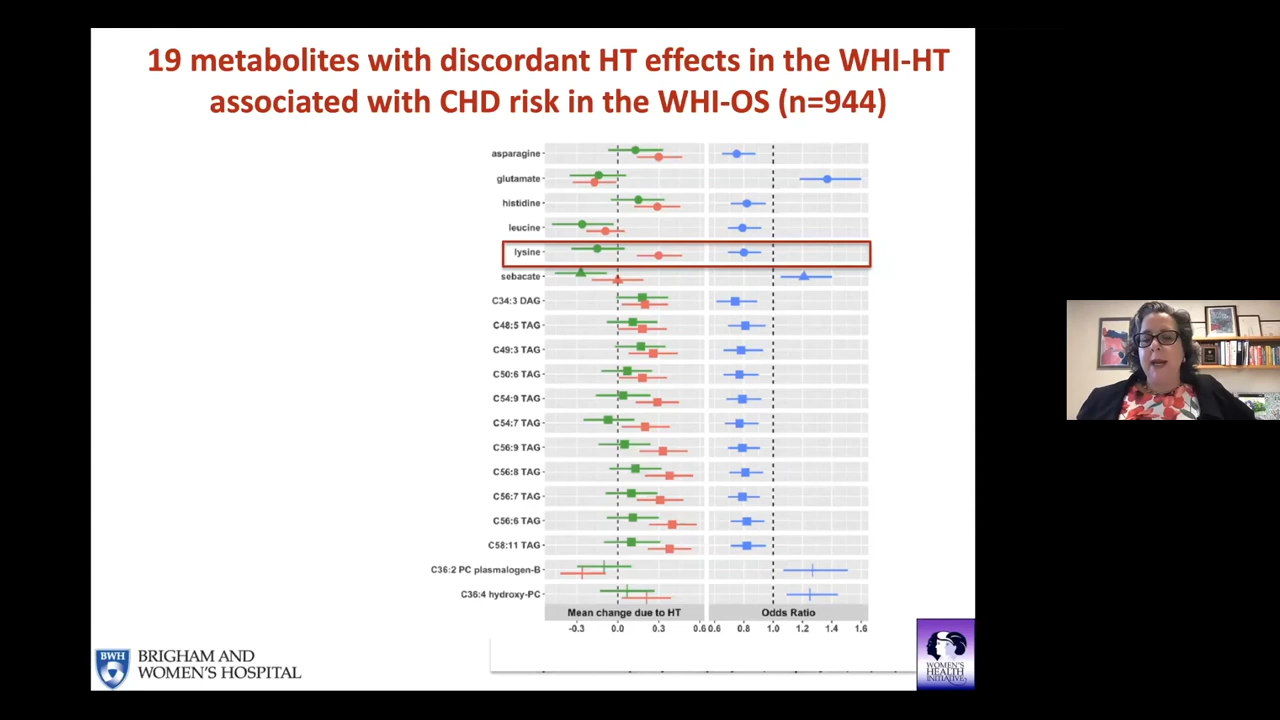 19 metabolites with discordant HT effects in the WHI-HT
associated with CHD risk in the WHI-OS (n=944)
asparagine
glutamate
histidine
leucine
lysine
sebacate
C34:3 DAG
C48:5 TAG
C49:3 TAG
C50:6 TAG
C54:9 TAG
C54:7 TAG
C56:9 TAG
C56:8 TAG
C56:7 TAG
C56:6 TAG
C58:11 TAG
C36:2 PC plasmalogen-B
C36:4 hydroxy-PC
Mean change due to HT
Odds Ratio
-0.3 0.0 0.3 0.6 0.6 0.8 1.0 1.2 1.4 1.6
BWH
BRIGHAM AND
WOMEN'S HOSPITAL
WOMEN'S
HEALTH
INITIATIVE